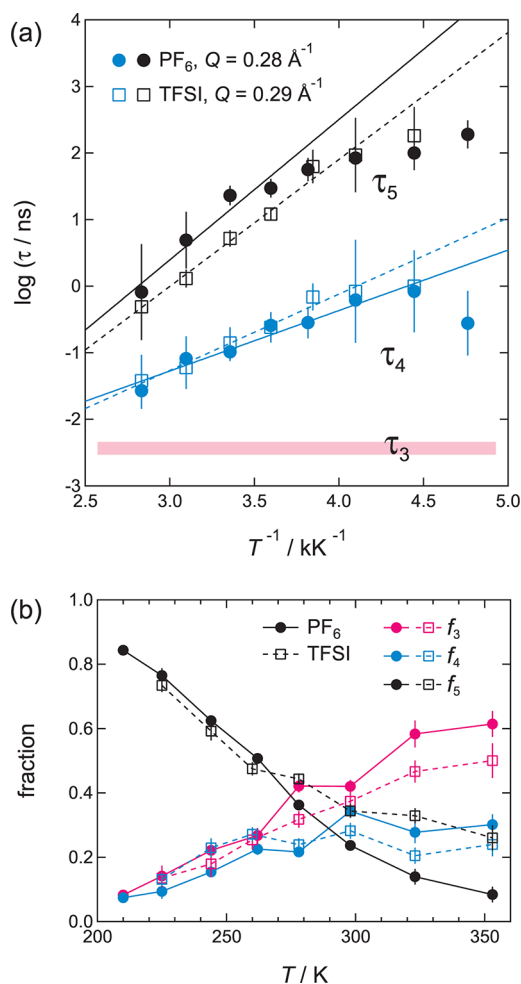 (a)
PF6, Q = 0.28 Å-1
TFSI, Q = 0.29 Å-1
log (τ / ns)
4
3
2
1
0
-1
-2
-3
τ5
τ4
τ3
2.5 3.0 3.5 4.0 4.5 5.0
T-1 / kK-1
(b)
fraction
1.0
0.8
0.6
0.4
0.2
0.0
PF6 f3
TFSI f4
f5
200 250 300 350
T / K